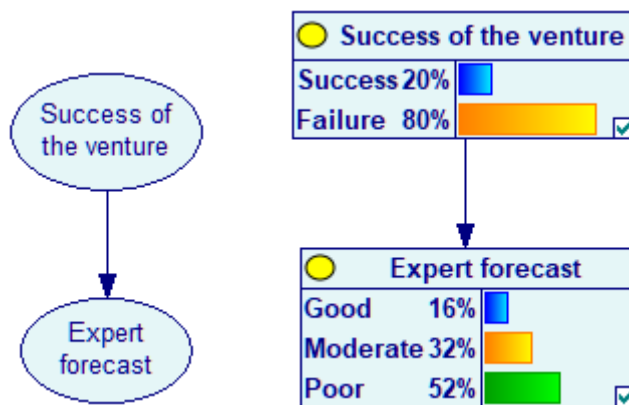 Success of
the venture
Expert
forecast
Success of the venture
Success 20%
Failure 80%
Expert forecast
Good 16%
Moderate 32%
Poor 52%